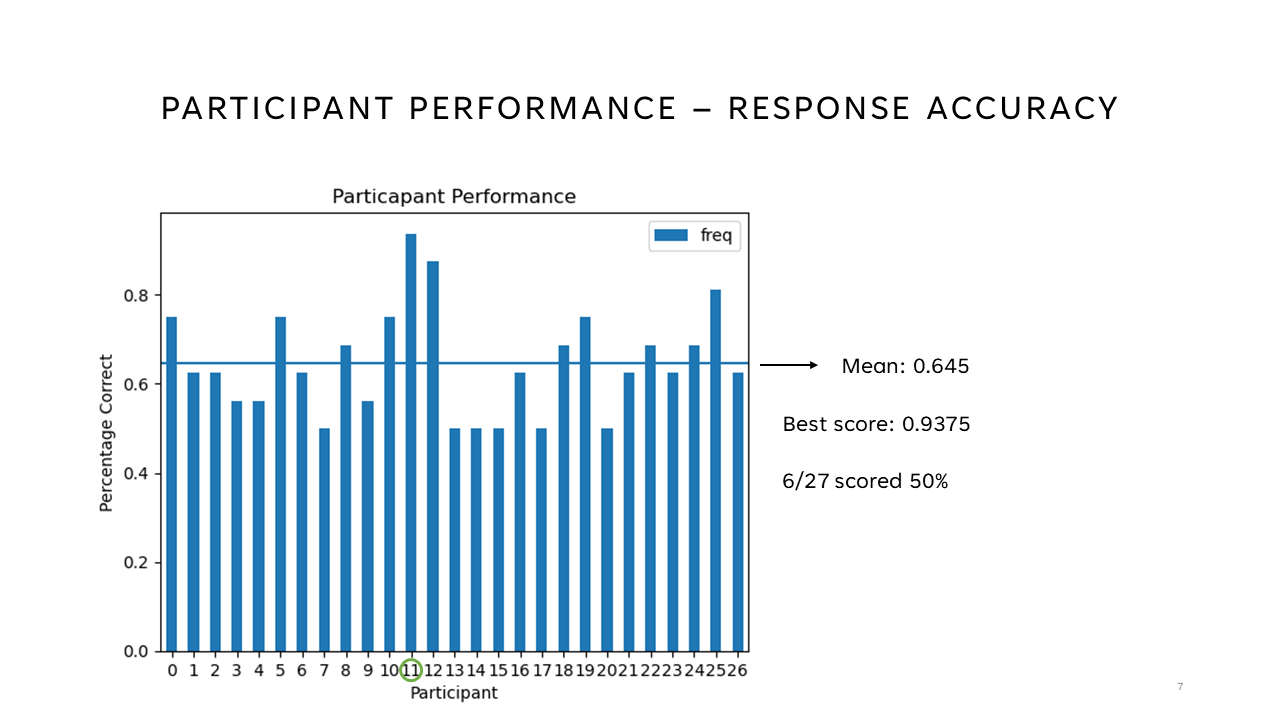 PARTICIPANT PERFORMANCE – RESPONSE ACCURACY
Particapant Performance
freq
Percentage Correct
0.8
0.6
0.4
0.2
0.0
0 1 2 3 4 5 6 7 8 9 10 11 12 13 14 15 16 17 18 19 20 21 22 23 24 25 26
Participant
Mean: 0.645
Best score: 0.9375
6/27 scored 50%
7